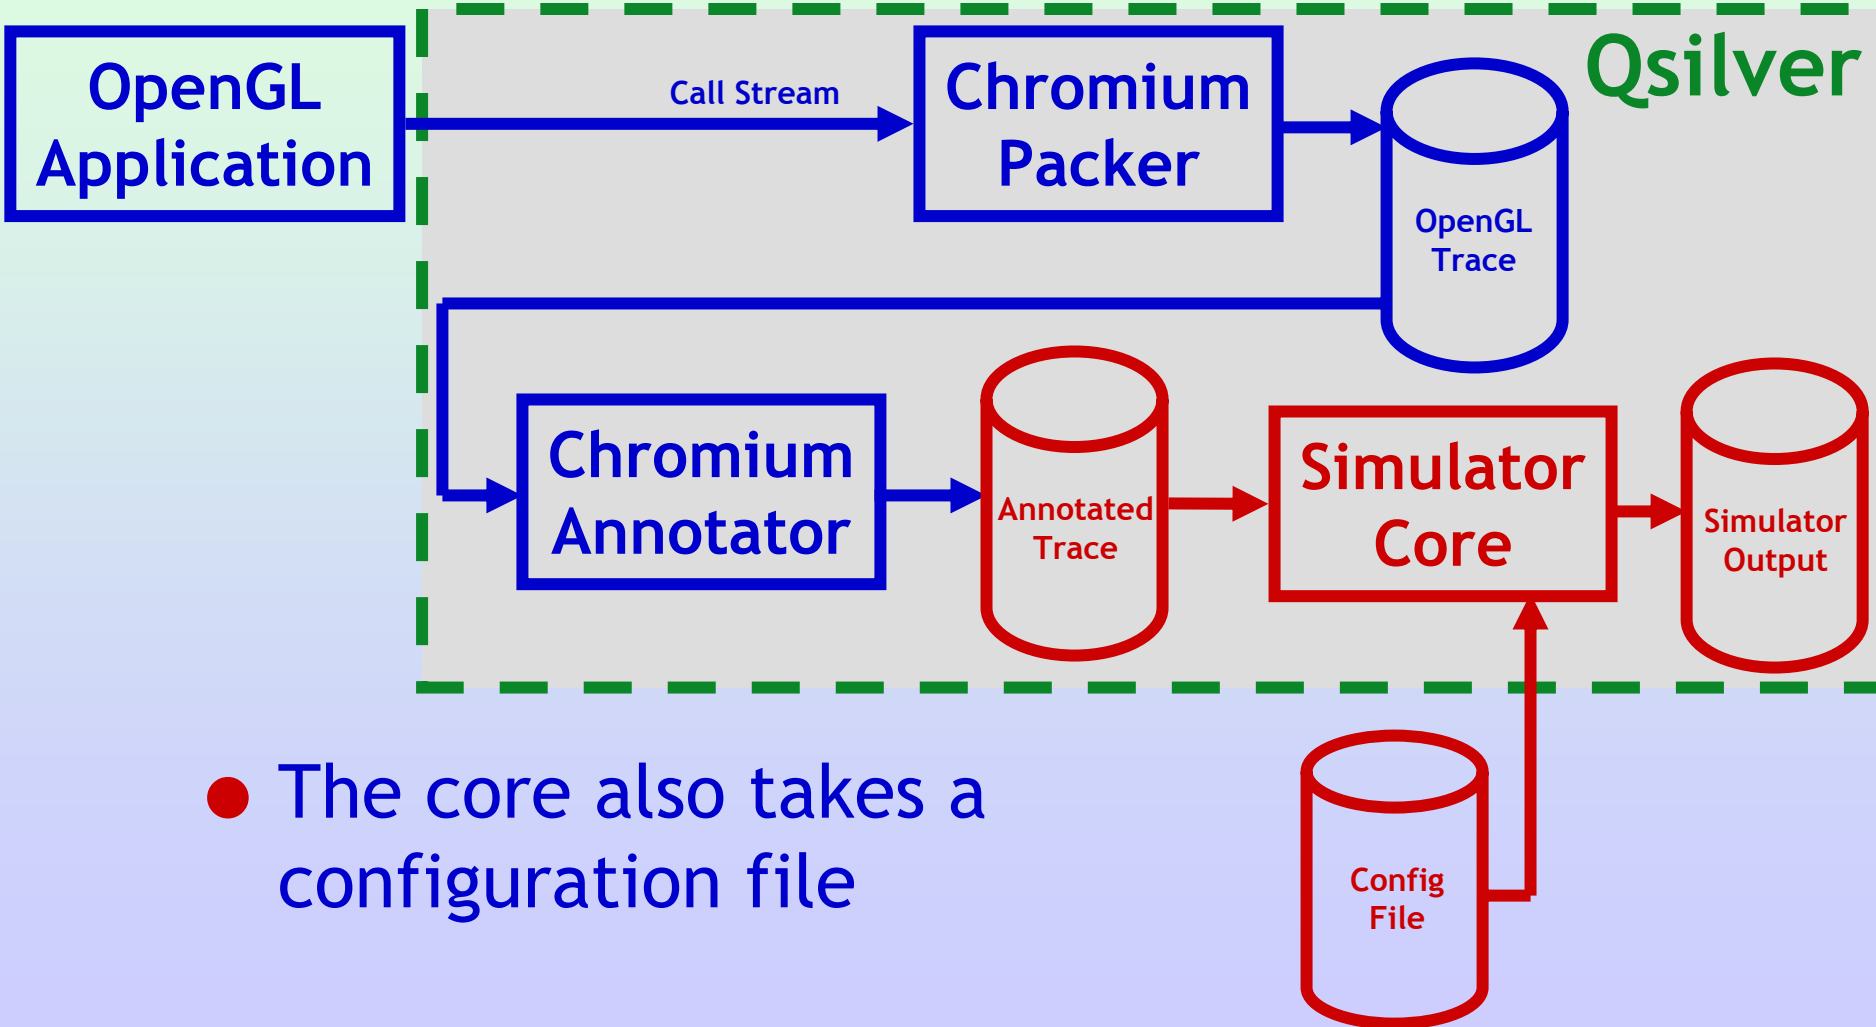 Qsilver
OpenGL
Application
Call Stream
Chromium
Packer
OpenGL
Trace
Chromium
Annotator
Annotated
Trace
Simulator
Core
Simulator
Output
The core also takes a
configuration file
Config
File